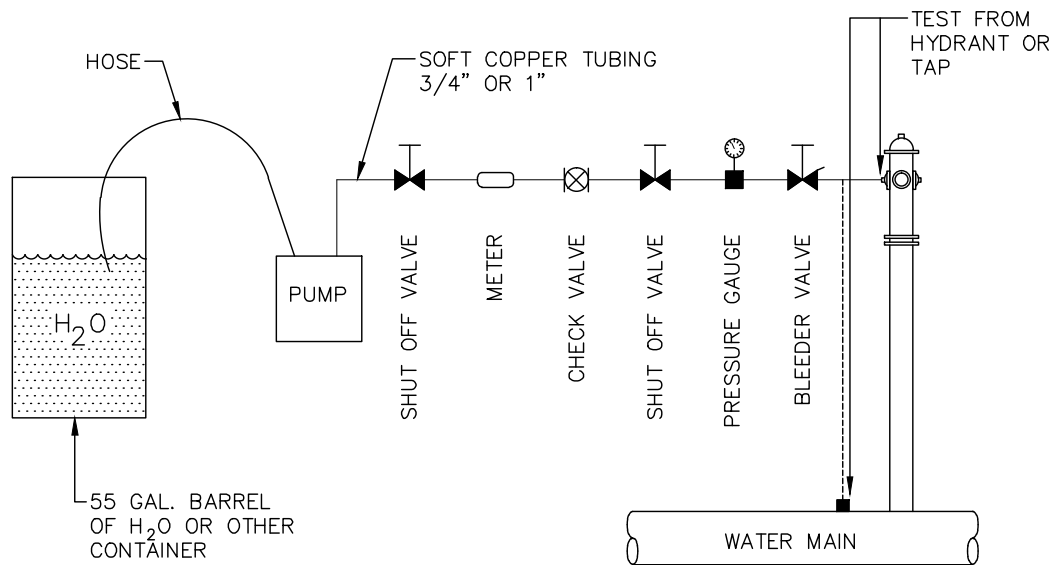 TEST FROM
HYDRANT OR
TAP
HOSE
SOFT COPPER TUBING
3/4" OR 1"
PUMP
H2O
SHUT OFF VALVE
METER
CHECK VALVE
SHUT OFF VALVE
PRESSURE GAUGE
BLEEDER VALVE
55 GAL. BARREL
OF H2O OR OTHER
CONTAINER
WATER MAIN